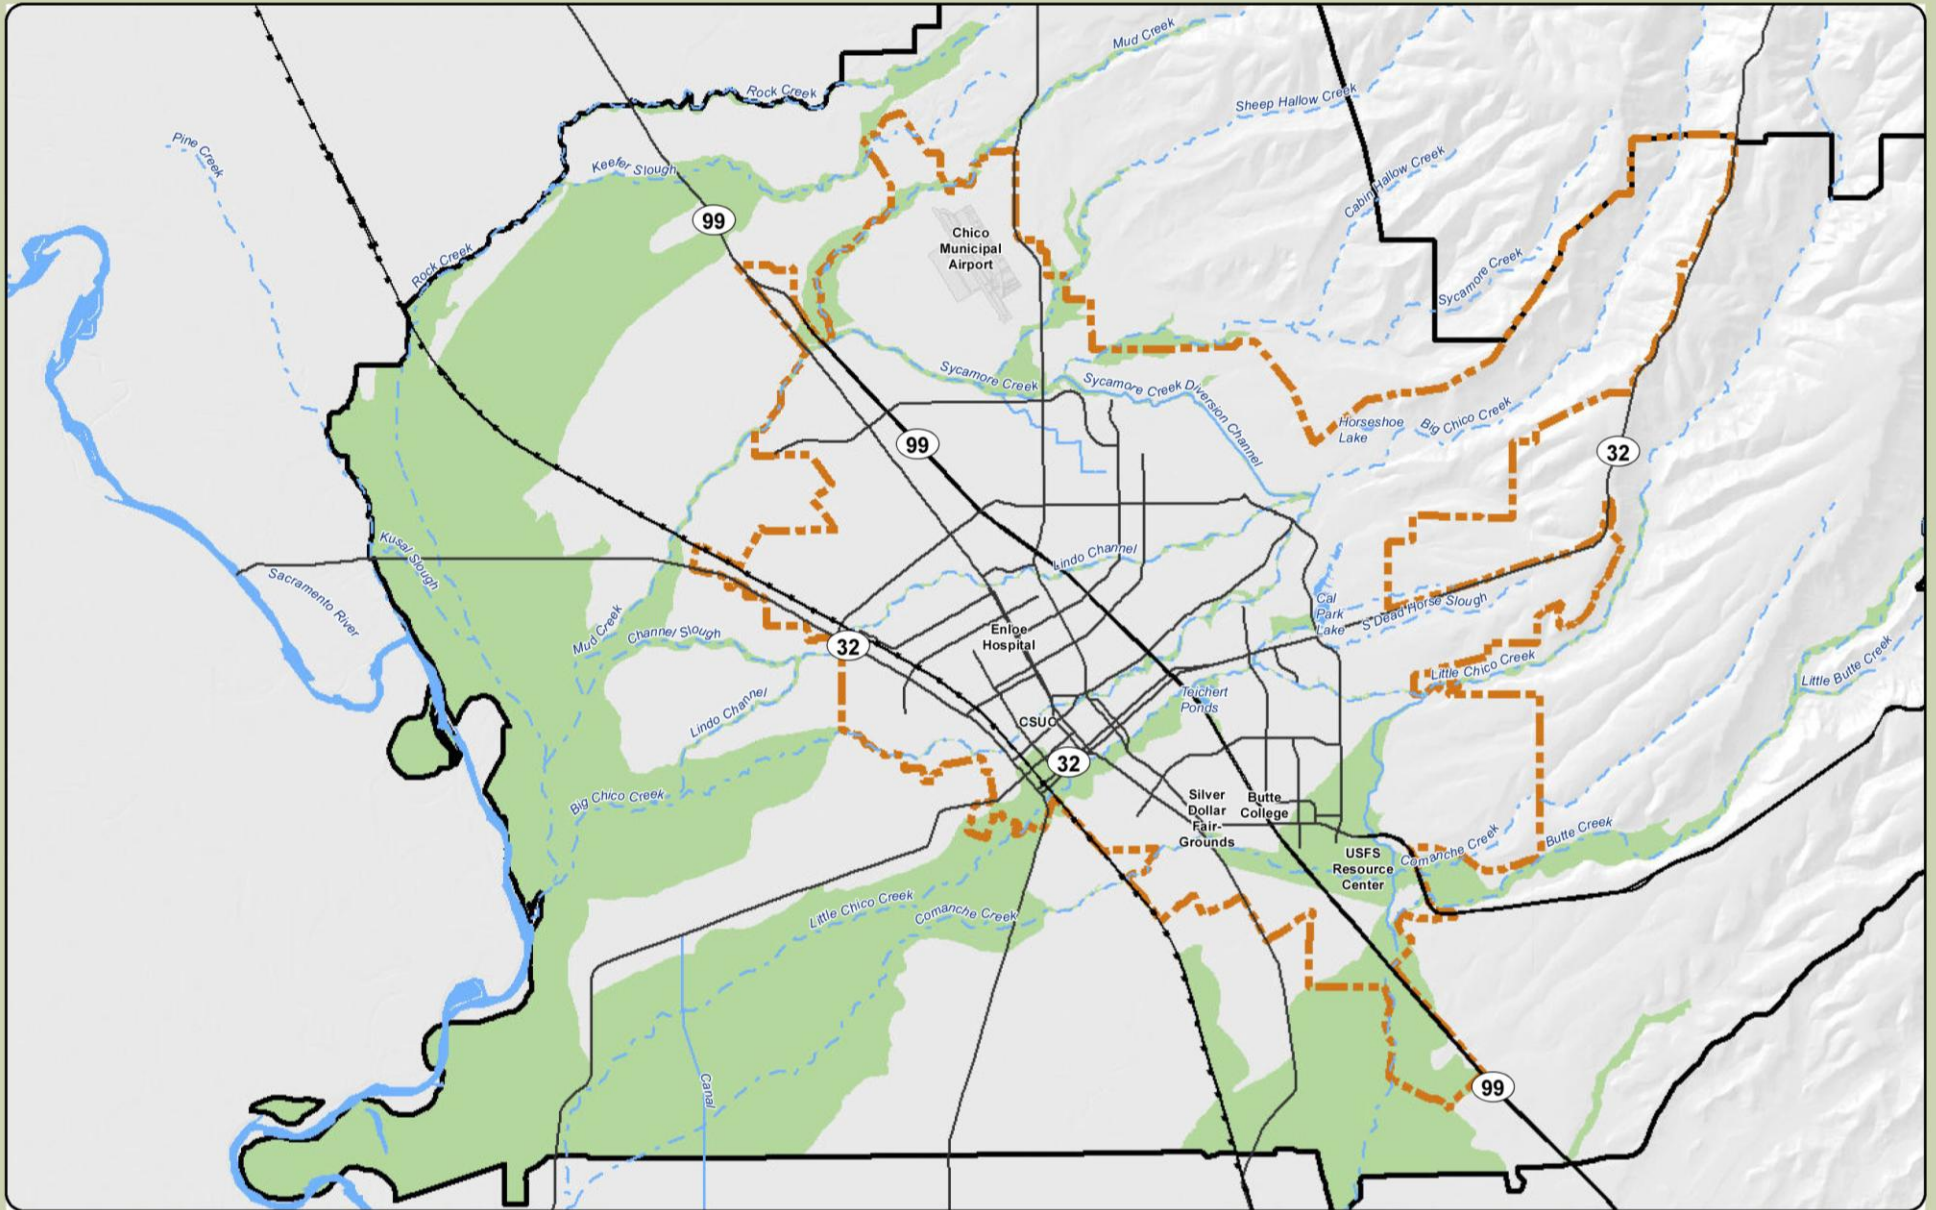 Mud Creek
Rock Creek
Sheep Hallow Creek
Pine Creek
Keefer Slough
Cabin Hallow Creek
99
Chico
Municipal
Airport
Rock Creek
Sycamore Creek
Sycamore Creek
Sycamore Creek Diversion Channel
Horseshoe
Lake
Big Chico Creek
99
32
Kusal Slough
Lindo Channel
Sacramento River
Cal
Park
Lake
S Dead Horse Slough
Mud Creek
Channel Slough
Enloe
Hospital
32
Little Chico Creek
Little Butte Creek
Lindo Channel
Teichert
Ponds
CSUC
32
Big Chico Creek
Silver
Dollar
Fair-
Grounds
Butte
College
USFS
Resource
Center
Comanche Creek
Butte Creek
Little Chico Creek
Comanche Creek
Canal
99